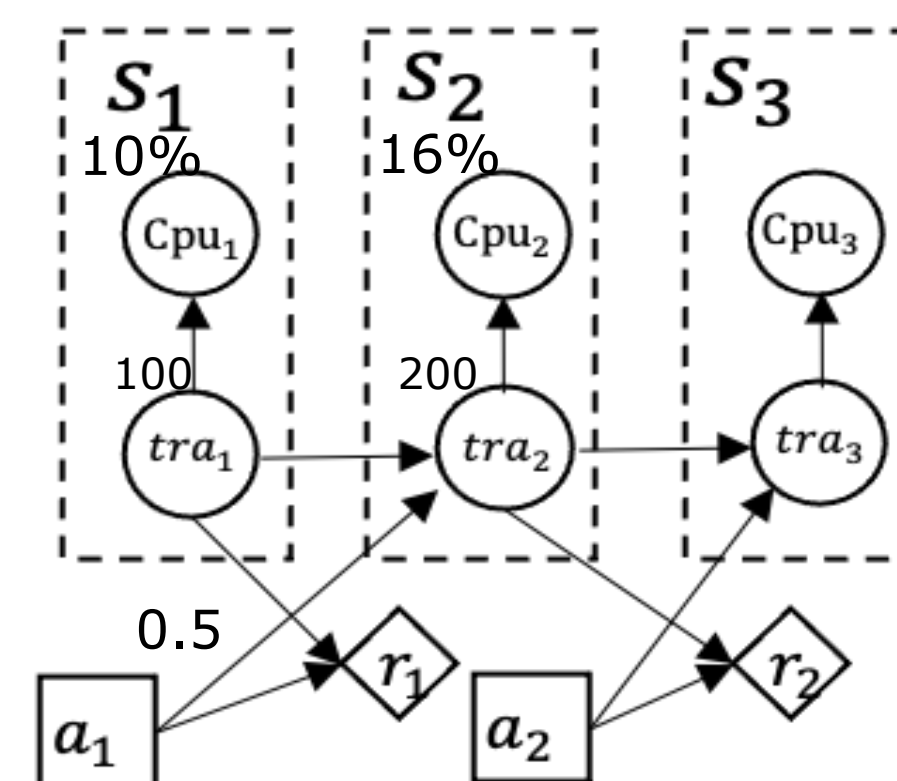 s₁ s₂ s₃
10% 16%
Cpu₁ Cpu₂ Cpu₃
100 200
tra₁ tra₂ tra₃
0.5
r₁ r₂
a₁ a₂